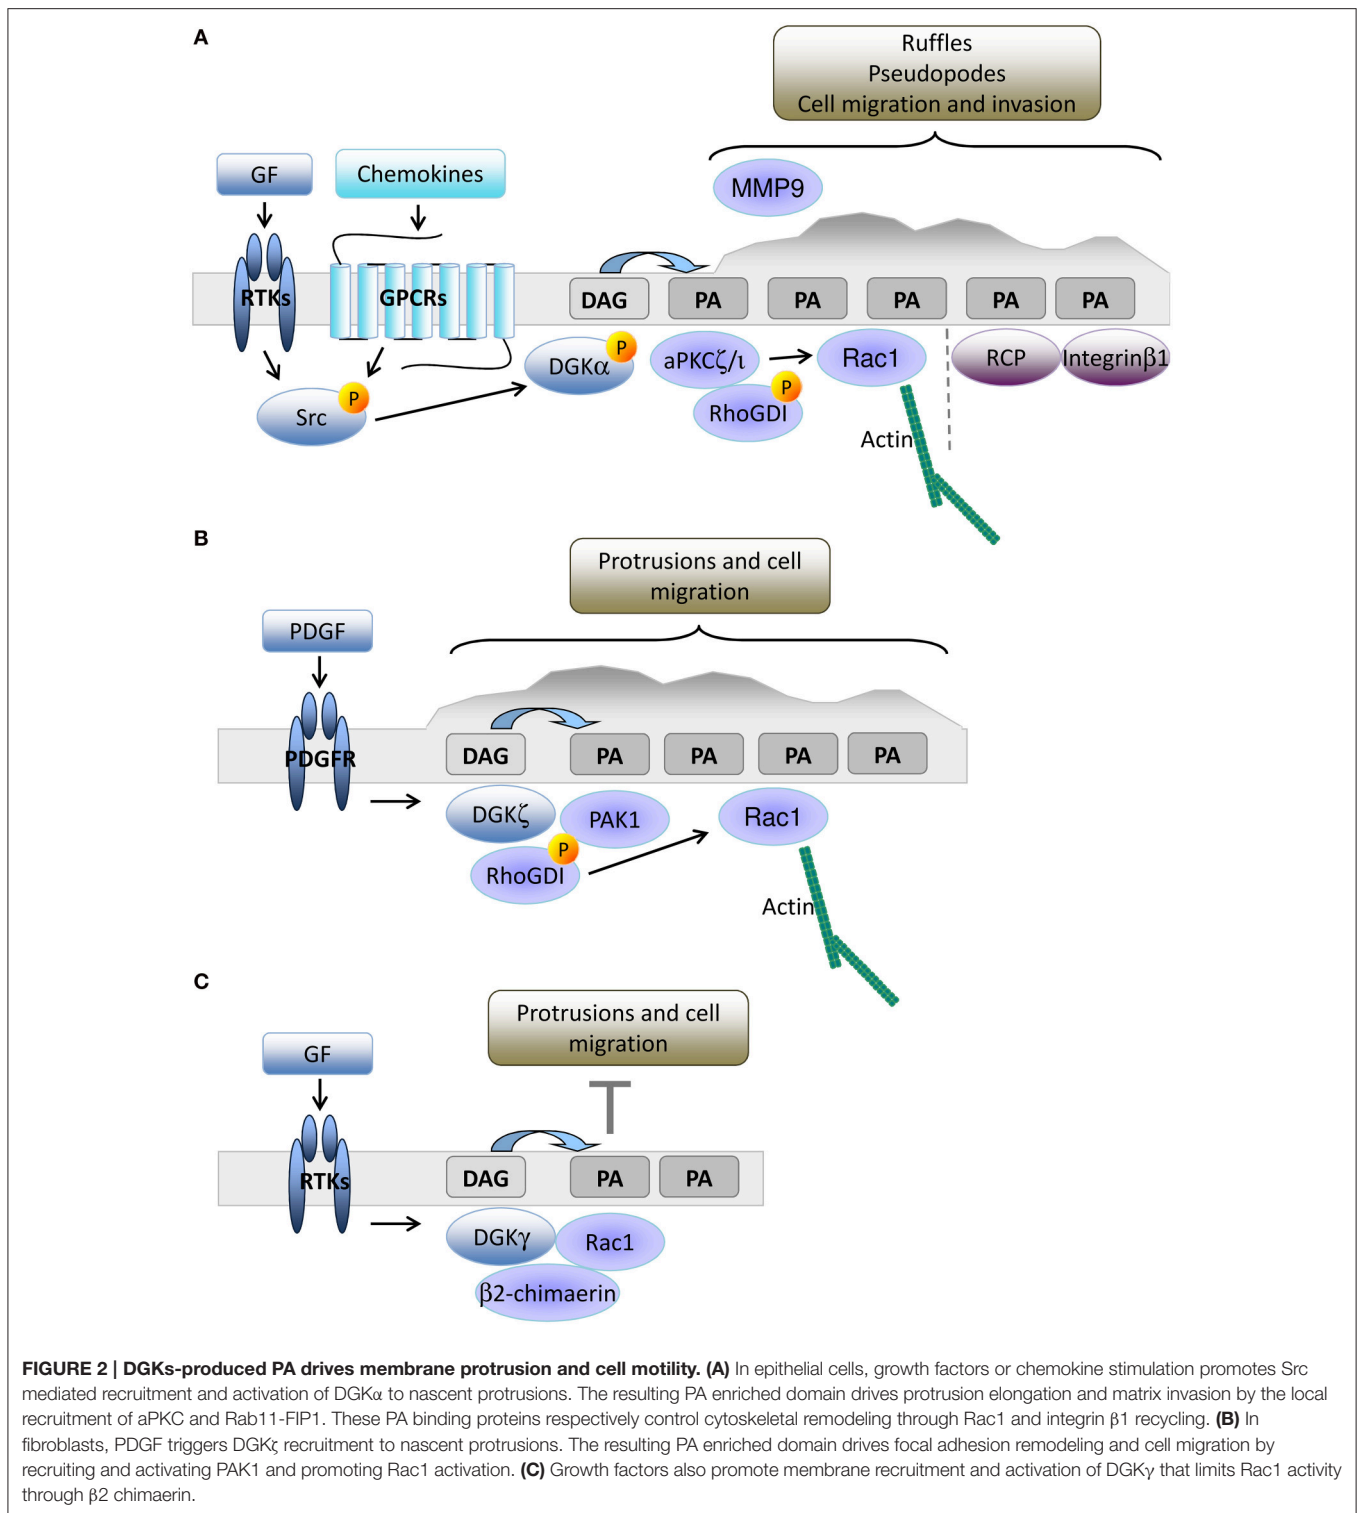 A
Ruffles
Pseudopodes
Cell migration and invasion
GF
Chemokines
MMP9
RTKs
GPCRs
DAG
PA
PA
PA
PA
PA
DGKα
P
aPKCζ/ι
Rac1
RCP
Integrinβ1
Src
P
RhoGDI
P
Actin
B
Protrusions and cell
migration
PDGF
PDGFR
DAG
PA
PA
PA
PA
DGKζ
PAK1
Rac1
P
RhoGDI
Actin
C
Protrusions and cell
migration
GF
RTKs
DAG
PA
PA
DGKγ
Rac1
β2-chimaerin
FIGURE 2 | DGKs-produced PA drives membrane protrusion and cell motility. (A) In epithelial cells, growth factors or chemokine stimulation promotes Src
mediated recruitment and activation of DGKα to nascent protrusions. The resulting PA enriched domain drives protrusion elongation and matrix invasion by the local
recruitment of aPKC and Rab11-FIP1. These PA binding proteins respectively control cytoskeletal remodeling through Rac1 and integrin β1 recycling. (B) In
fibroblasts, PDGF triggers DGKζ recruitment to nascent protrusions. The resulting PA enriched domain drives focal adhesion remodeling and cell migration by
recruiting and activating PAK1 and promoting Rac1 activation. (C) Growth factors also promote membrane recruitment and activation of DGKγ that limits Rac1 activity
through β2 chimaerin.